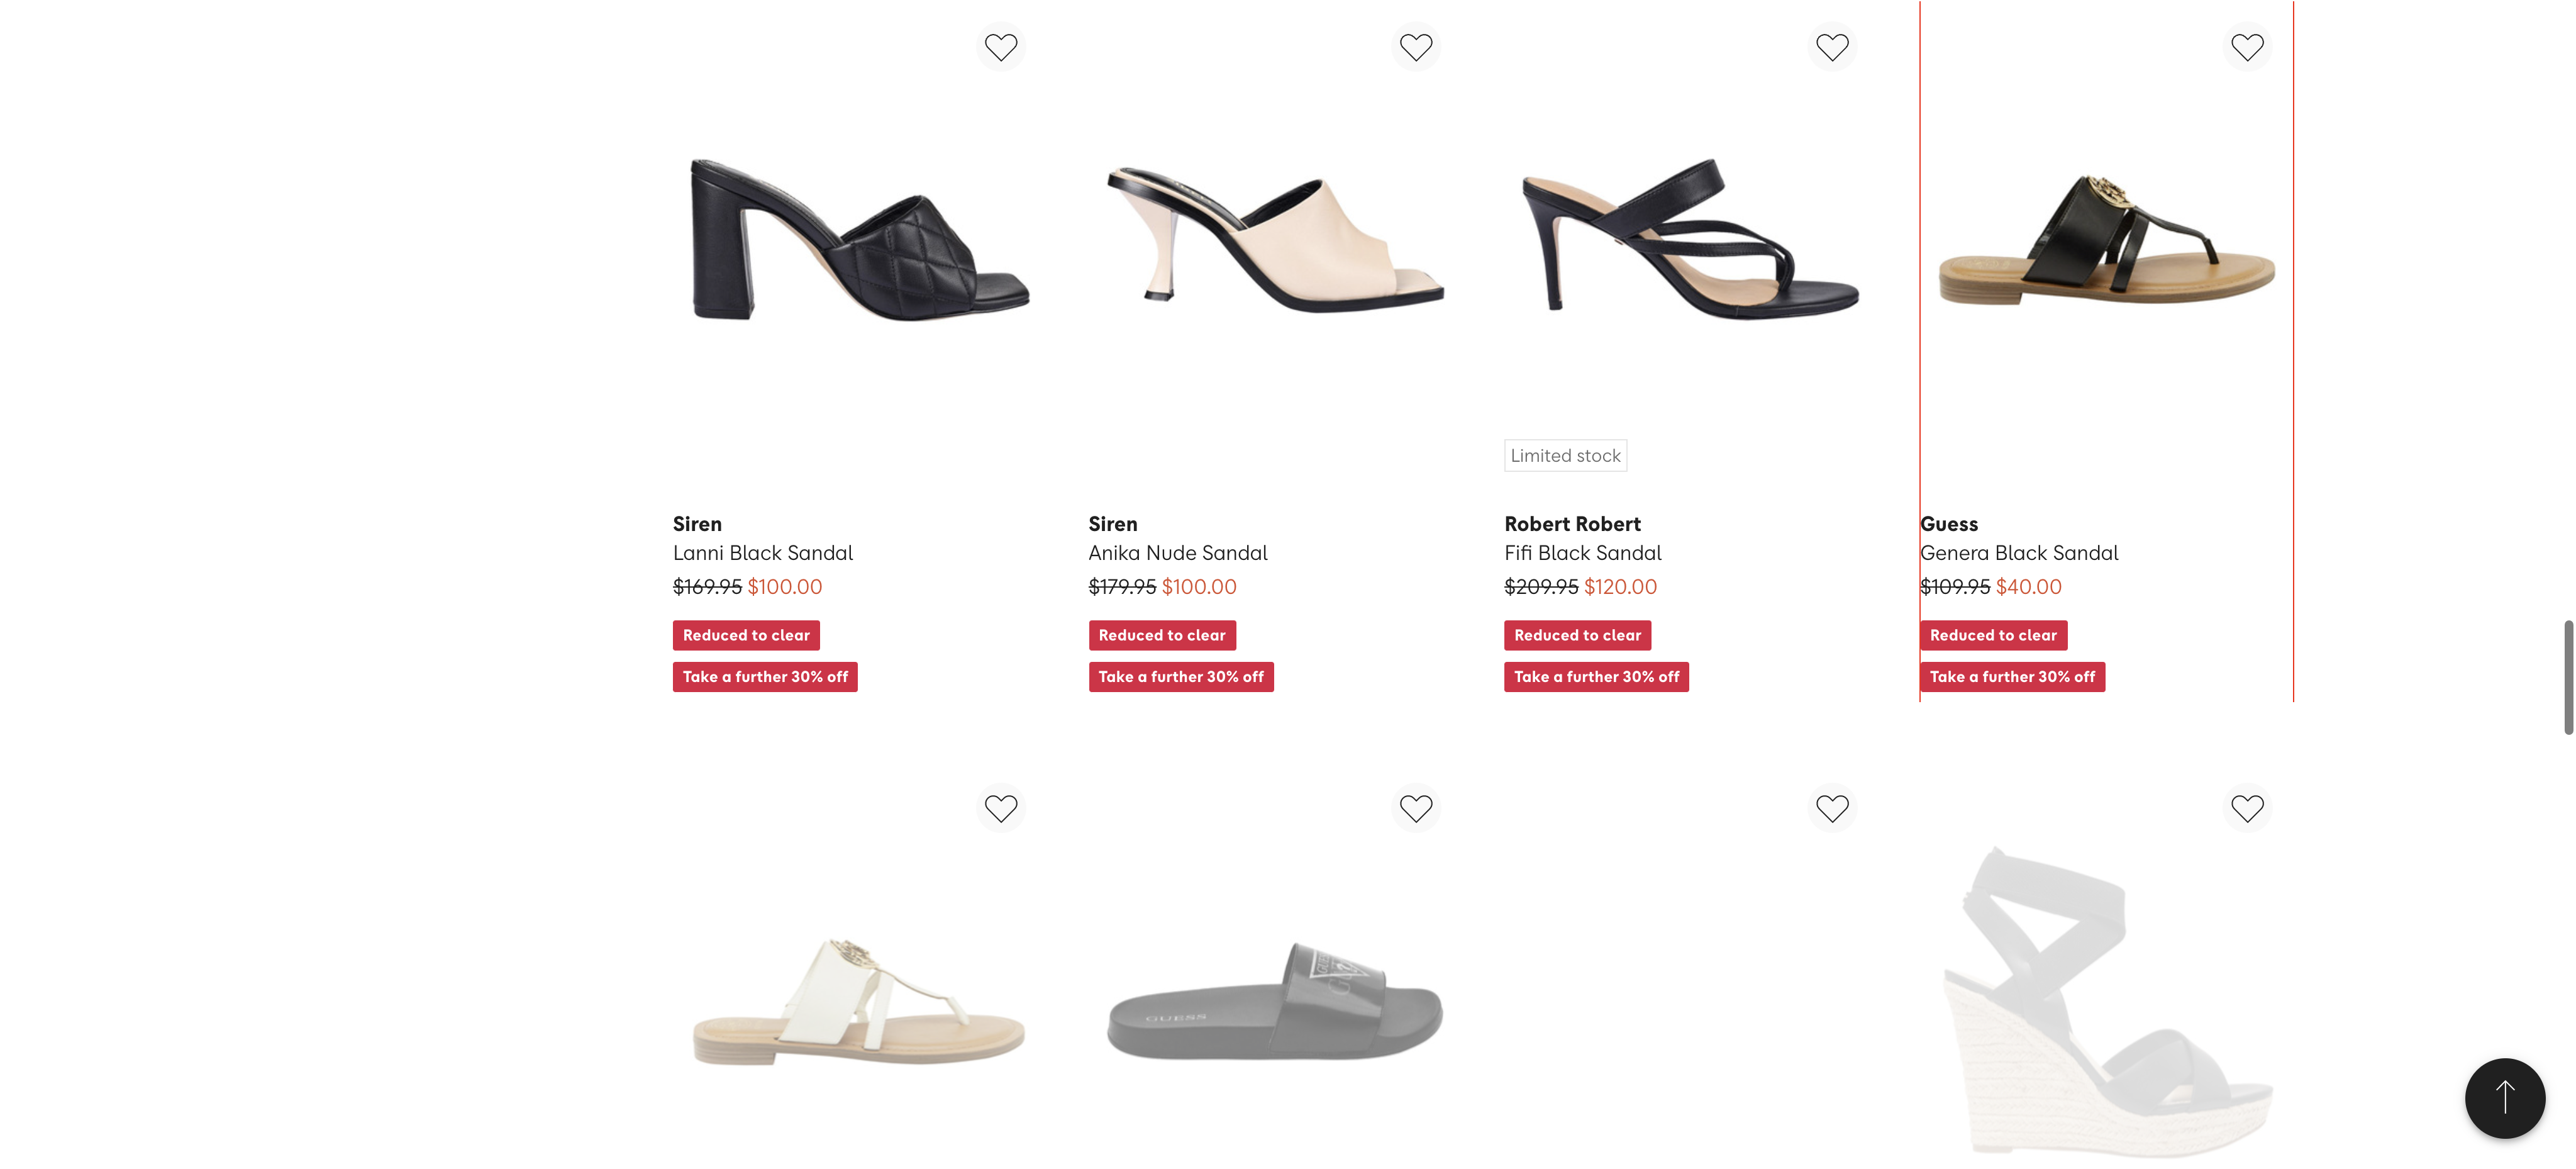 Limited stock
Siren
Lanni Black Sandal
$169.95 $100.00
Reduced to clear
Take a further 30% off
Siren
Anika Nude Sandal
$179.95 $100.00
Reduced to clear
Take a further 30% off
Robert Robert
Fifi Black Sandal
$209.95 $120.00
Reduced to clear
Take a further 30% off
Guess
Genera Black Sandal
$109.95 $40.00
Reduced to clear
Take a further 30% off
GUESS